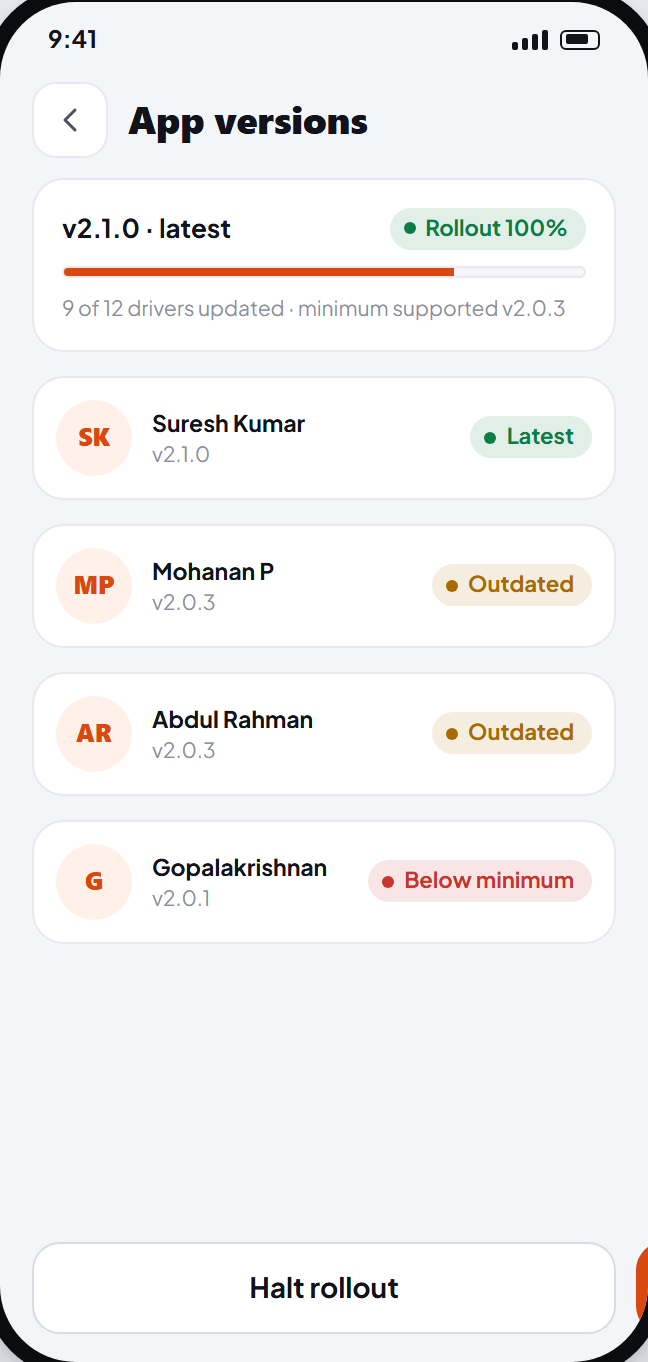 9:41
App versions
v2.1.0 · latest
Rollout 100%
9 of 12 drivers updated · minimum supported v2.0.3
SK
Suresh Kumar
v2.1.0
Latest
MP
Mohanan P
v2.0.3
Outdated
AR
Abdul Rahman
v2.0.3
Outdated
G
Gopalakrishnan
v2.0.1
Below minimum
Halt rollout